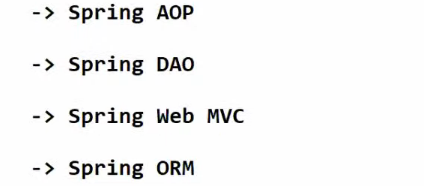 -> Spring AOP
-> Spring DAO
-> Spring Web MVC
-> Spring ORM